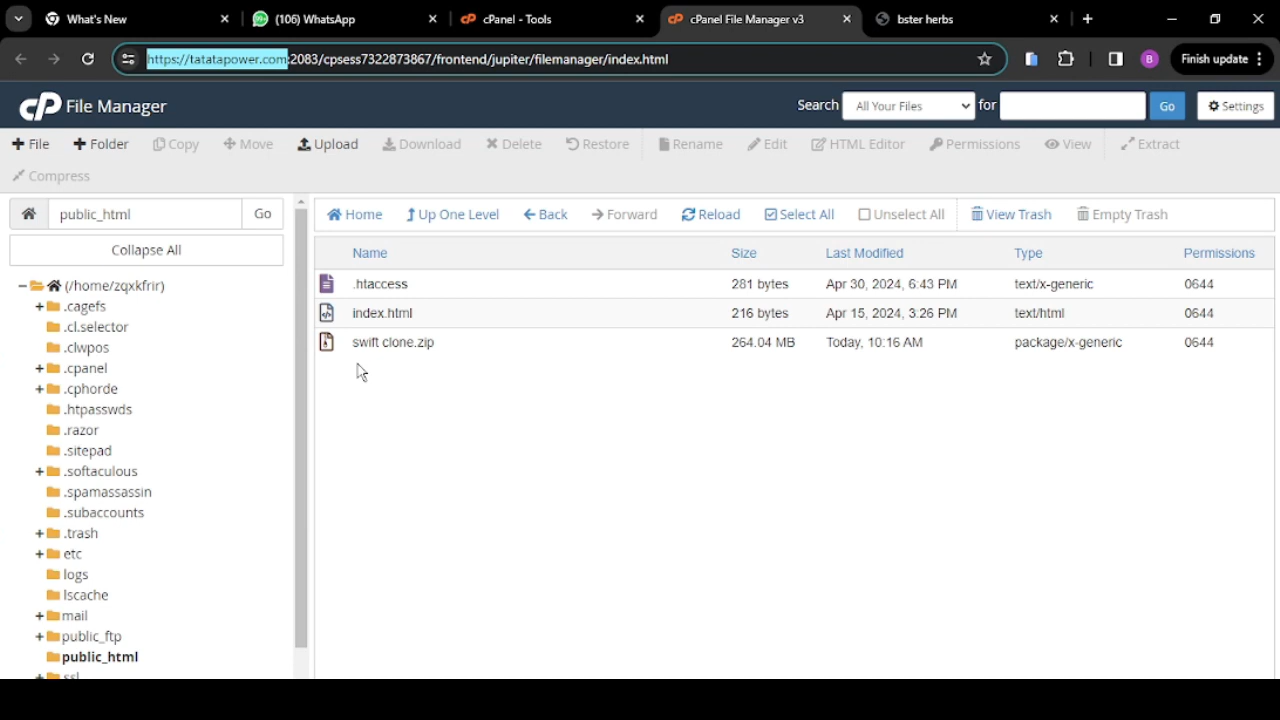 What's New
(106) WhatsApp
cPanel - Tools
cPanel File Manager v3
bster herbs
https://tatatapower.com:2083/cpsess7322873867/frontend/jupiter/filemanager/index.html
B
Finish update
cP File Manager
Search All Your Files for Go Settings
File Folder Copy Move Upload Download Delete Restore Rename Edit HTML Editor Permissions View Extract
Compress
public_html Go
Home Up One Level Back Forward Reload Select All Unselect All View Trash Empty Trash
Collapse All
Name Size Last Modified Type Permissions
.htaccess 281 bytes Apr 30, 2024, 6:43 PM text/x-generic 0644
index.html 216 bytes Apr 15, 2024, 3:26 PM text/html 0644
swift clone.zip 264.04 MB Today, 10:16 AM package/x-generic 0644
(/home/zqxkfrir)
.cagefs
.cl.selector
.clwpos
.cpanel
.cphorde
.htpasswds
.razor
.sitepad
.softaculous
.spamassassin
.subaccounts
.trash
etc
logs
lscache
mail
public_ftp
public_html
ssl